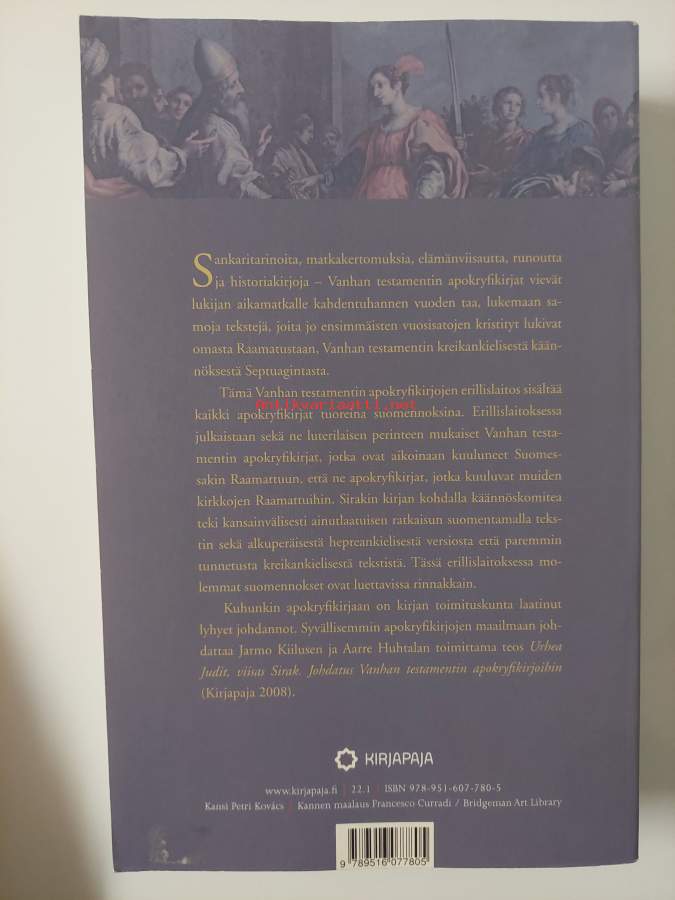 Sankaritarinoita, matkakertomuksia, elämänviisautta, runoutta
ja historiakirjoja – Vanhan testamentin apokryfikirjat vievät
lukijan aikamatkalle kahdentuhannen vuoden taa, lukemaan sa-
moja tekstejä, joita jo ensimmäisten vuosisatojen kristityt lukivat
omasta Raamatustaan, Vanhan testamentin kreikankielisestä kään-
nöksestä Septuagintasta.
Tämä Vanhan testamentin apokryfikirjojen erillislaitos sisältää
Antikvariaatti.net
kaikki apokryfikirjat tuoreina suomennoksina. Erillislaitoksessa
julkaistaan sekä ne luterilaisen perinteen mukaiset Vanhan testa-
mentin apokryfikirjat, jotka ovat aikoinaan kuuluneet Suomes-
sakin Raamattuun, että ne apokryfikirjat, jotka kuuluvat muiden
kirkkojen Raamattuihin. Sirakin kirjan kohdalla käännöskomitea
teki kansainvälisesti ainutlaatuisen ratkaisun suomentamalla teks-
tin sekä alkuperäisestä hepreankielisestä versiosta että paremmin
tunnetusta kreikankielisestä tekstistä. Tässä erillislaitoksessa mo-
lemmat suomennokset ovat luettavissa rinnakkain.
Kuhunkin apokryfikirjaan on kirjan toimituskunta laatinut
lyhyet johdannot. Syvällisemmin apokryfikirjojen maailmaan joh-
dattaa Jarmo Kiilusen ja Aarre Huhtalan toimittama teos Urhea
Judit, viisas Sirak. Johdatus Vanhan testamentin apokryfikirjoihin
(Kirjapaja 2008).
KIRJAPAJA
www.kirjapaja.fi | 22.1 | ISBN 978-951-607-780-5
Kansi Petri Kovács | Kannen maalaus Francesco Curradi / Bridgeman Art Library
9 789516 077805